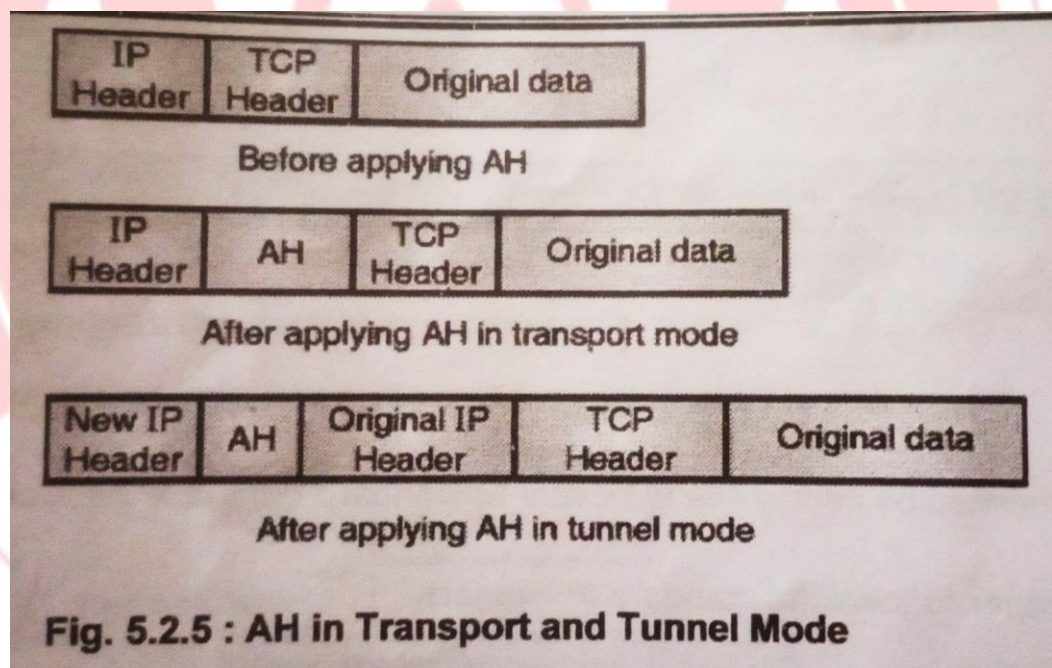 IP TCP Original data
Header Header
Before applying AH
IP AH TCP Original data
Header Header
After applying AH in transport mode
New IP AH Original IP TCP Original data
Header Header Header
After applying AH in tunnel mode
Fig. 5.2.5 : AH in Transport and Tunnel Mode